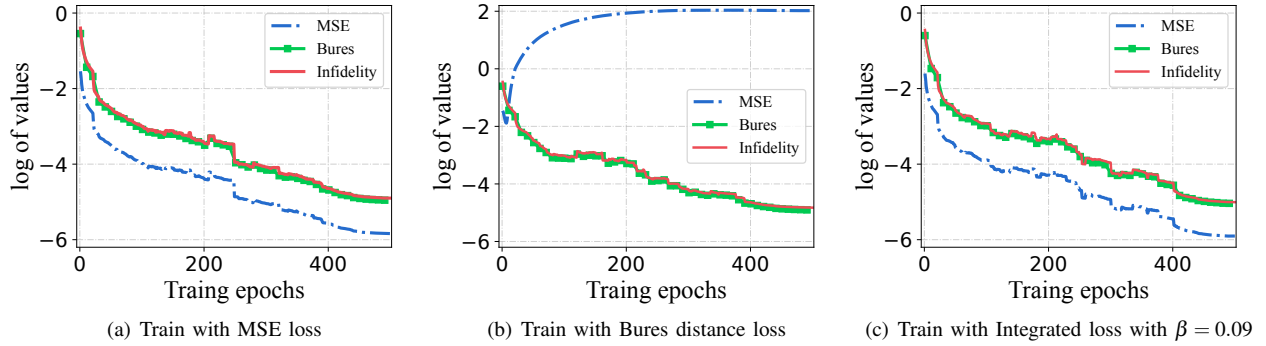 0
−2
−4
−6
0
200
400
log of values
Traing epochs
MSE
Bures
Infidelity
(a) Train with MSE loss
2
0
−2
−4
−6
0
200
400
log of values
Traing epochs
MSE
Bures
Infidelity
(b) Train with Bures distance loss
0
−2
−4
−6
0
200
400
log of values
Traing epochs
MSE
Bures
Infidelity
(c) Train with Integrated loss with β = 0.09